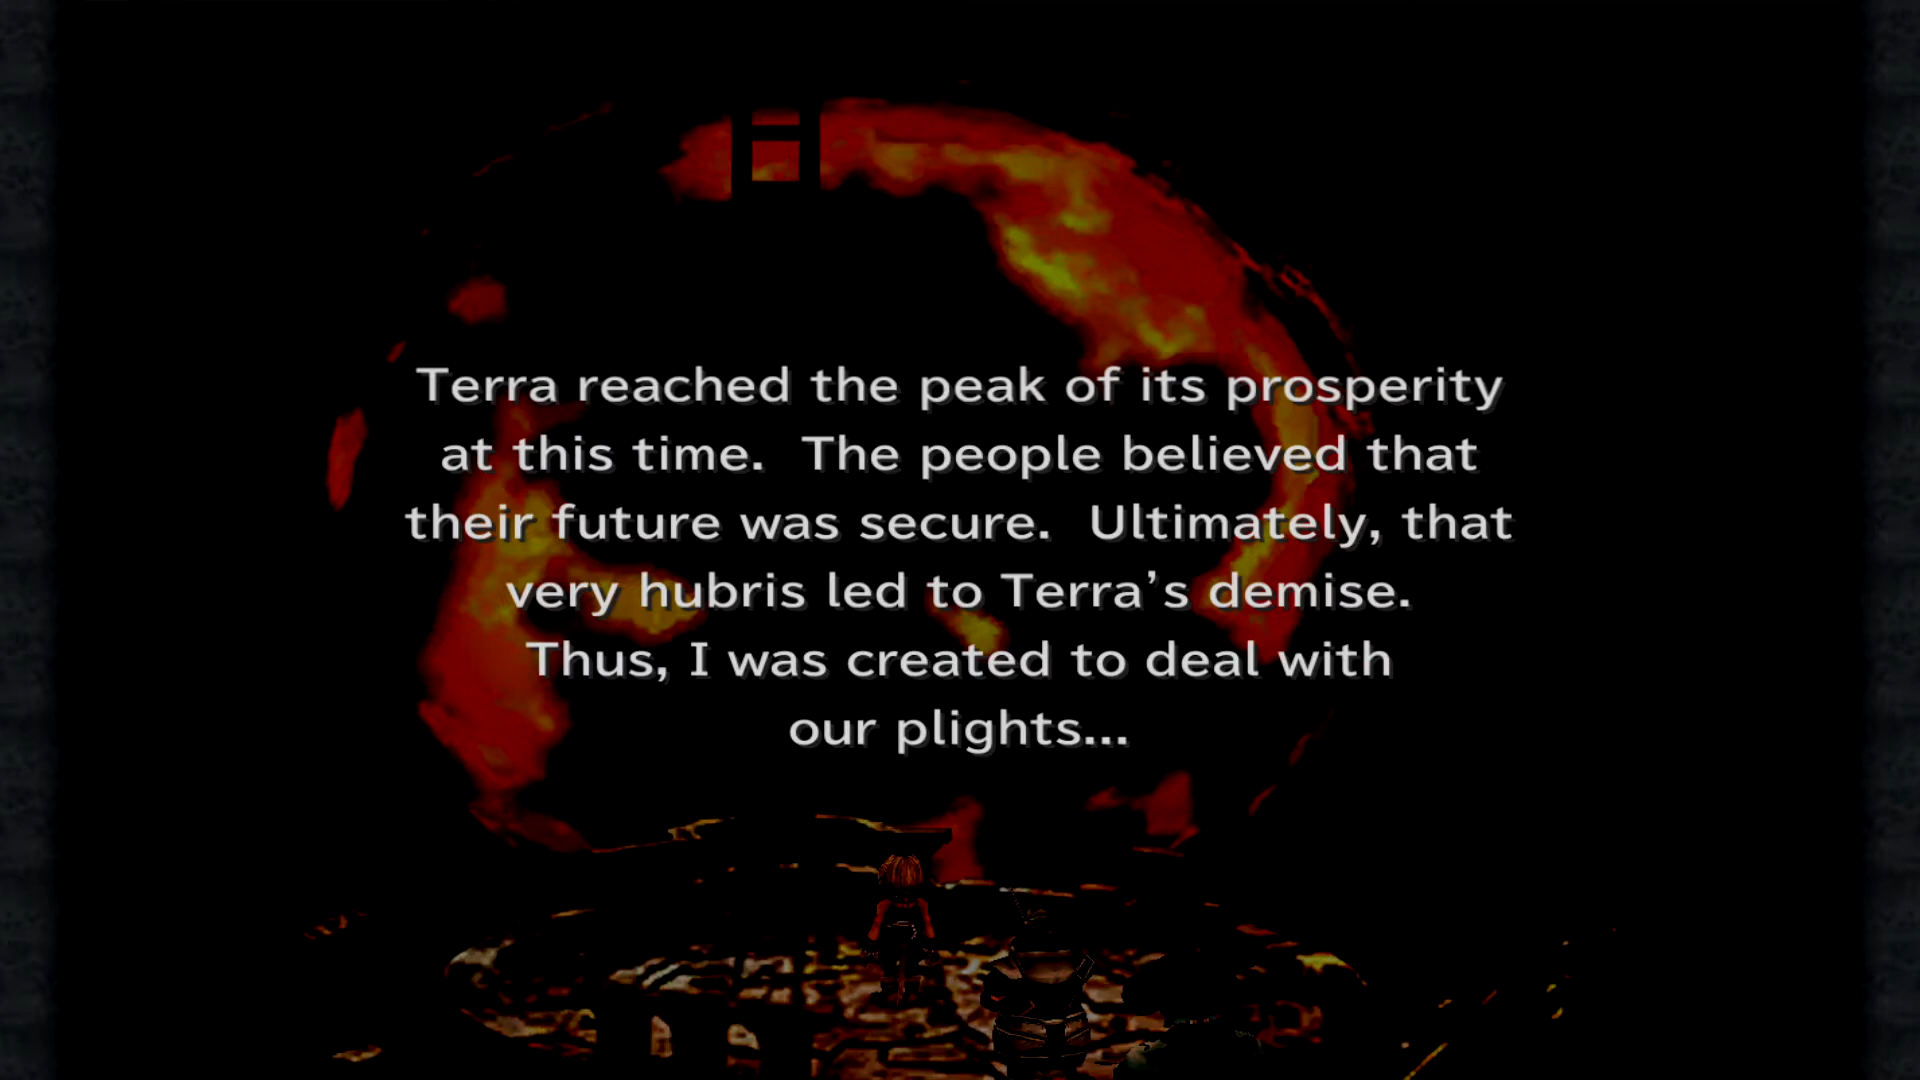 Terra reached the peak of its prosperity
at this time.  The people believed that
their future was secure.  Ultimately, that
very hubris led to Terra’s demise.
Thus, I was created to deal with
our plights...